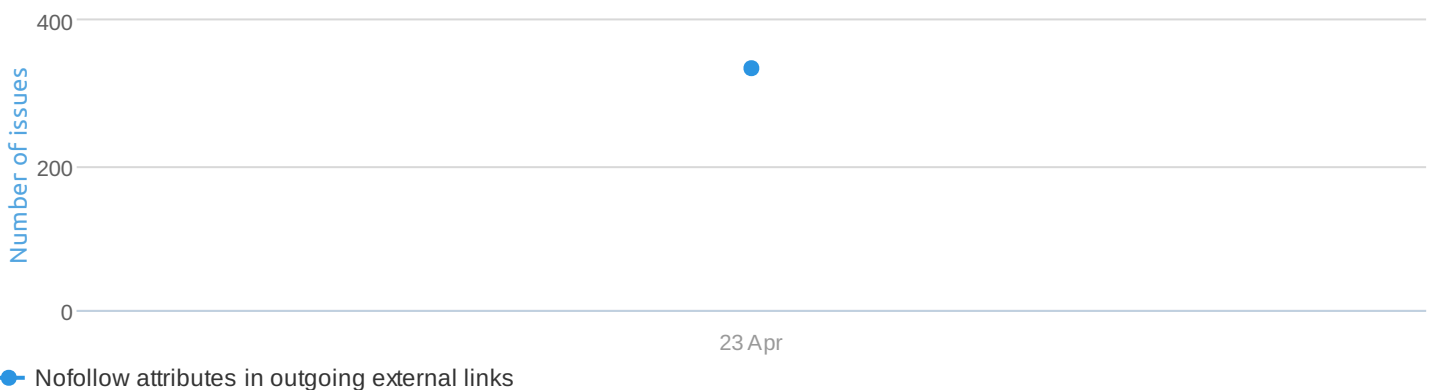 400
Number of issues
200
0
23 Apr
Nofollow attributes in outgoing external links